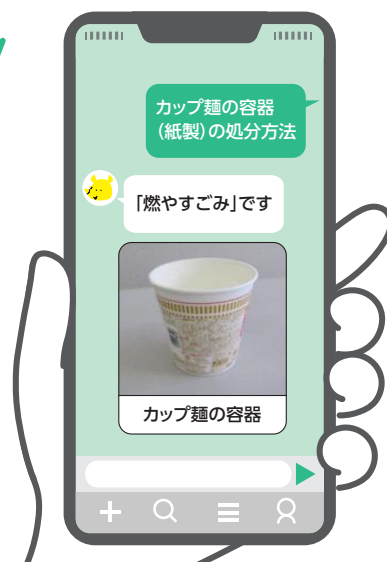 カップ麺の容器
（紙製）の処分方法
「燃やすごみ」です
カップ麺の容器